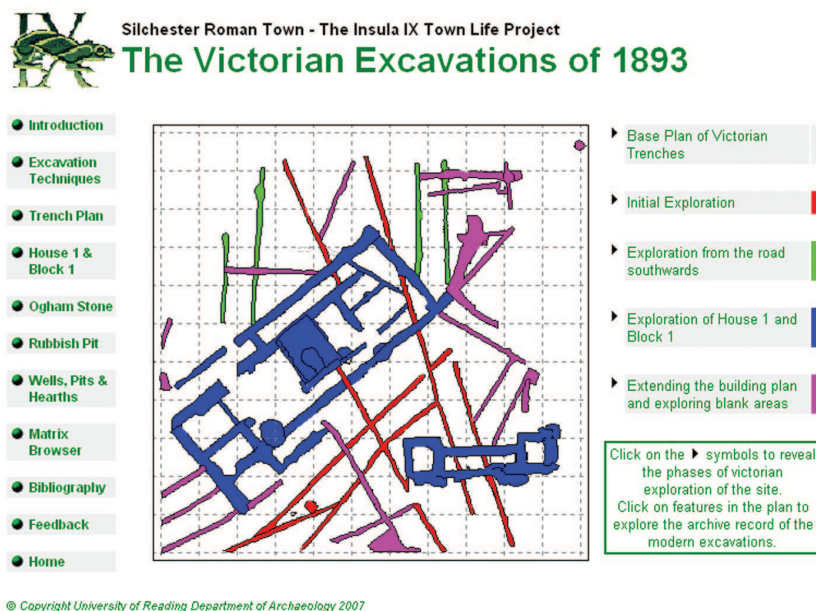 Silchester Roman Town - The Insula IX Town Life Project
The Victorian Excavations of 1893
Introduction
Excavation
Techniques
Trench Plan
House 1 &
Block 1
Ogham Stone
Rubbish Pit
Wells, Pits &
Hearths
Matrix
Browser
Bibliography
Feedback
Home
Base Plan of Victorian
Trenches
Initial Exploration
Exploration from the road
southwards
Exploration of House 1 and
Block 1
Extending the building plan
and exploring blank areas
Click on the symbols to reveal
the phases of victorian
exploration of the site.
Click on features in the plan to
explore the archive record of the
modern excavations.
© Copyright University of Reading Department of Archaeology 2007